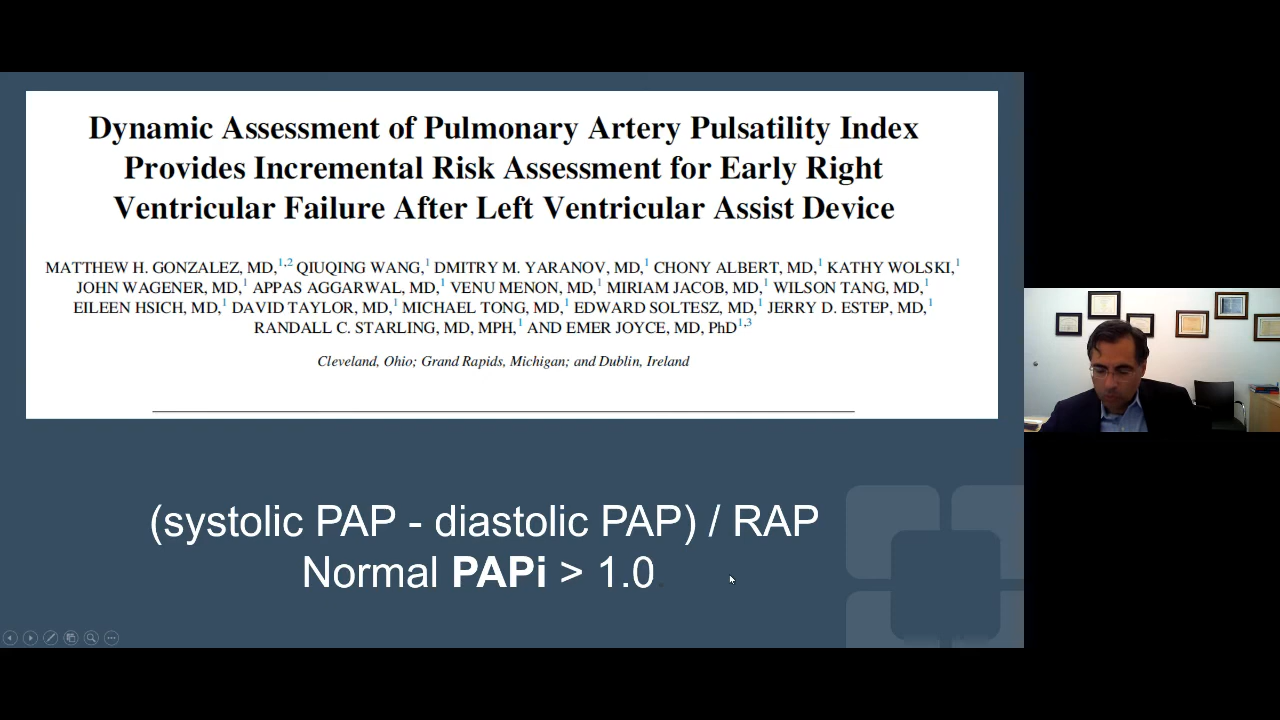 Dynamic Assessment of Pulmonary Artery Pulsatility Index
Provides Incremental Risk Assessment for Early Right
Ventricular Failure After Left Ventricular Assist Device
MATTHEW H. GONZALEZ, MD,1,2 QIUQING WANG,1 DMITRY M. YARANOV, MD,1 CHONY ALBERT, MD,1 KATHY WOLSKI,1
JOHN WAGENER, MD,1 APPAS AGGARWAL, MD,1 VENU MENON, MD,1 MIRIAM JACOB, MD,1 WILSON TANG, MD,1
EILEEN HSICH, MD,1 DAVID TAYLOR, MD,1 MICHAEL TONG, MD,1 EDWARD SOLTESZ, MD,1 JERRY D. ESTEP, MD,1
RANDALL C. STARLING, MD, MPH,1 AND EMER JOYCE, MD, PhD1,3
Cleveland, Ohio; Grand Rapids, Michigan; and Dublin, Ireland
(systolic PAP - diastolic PAP) / RAP
Normal PAPi > 1.0